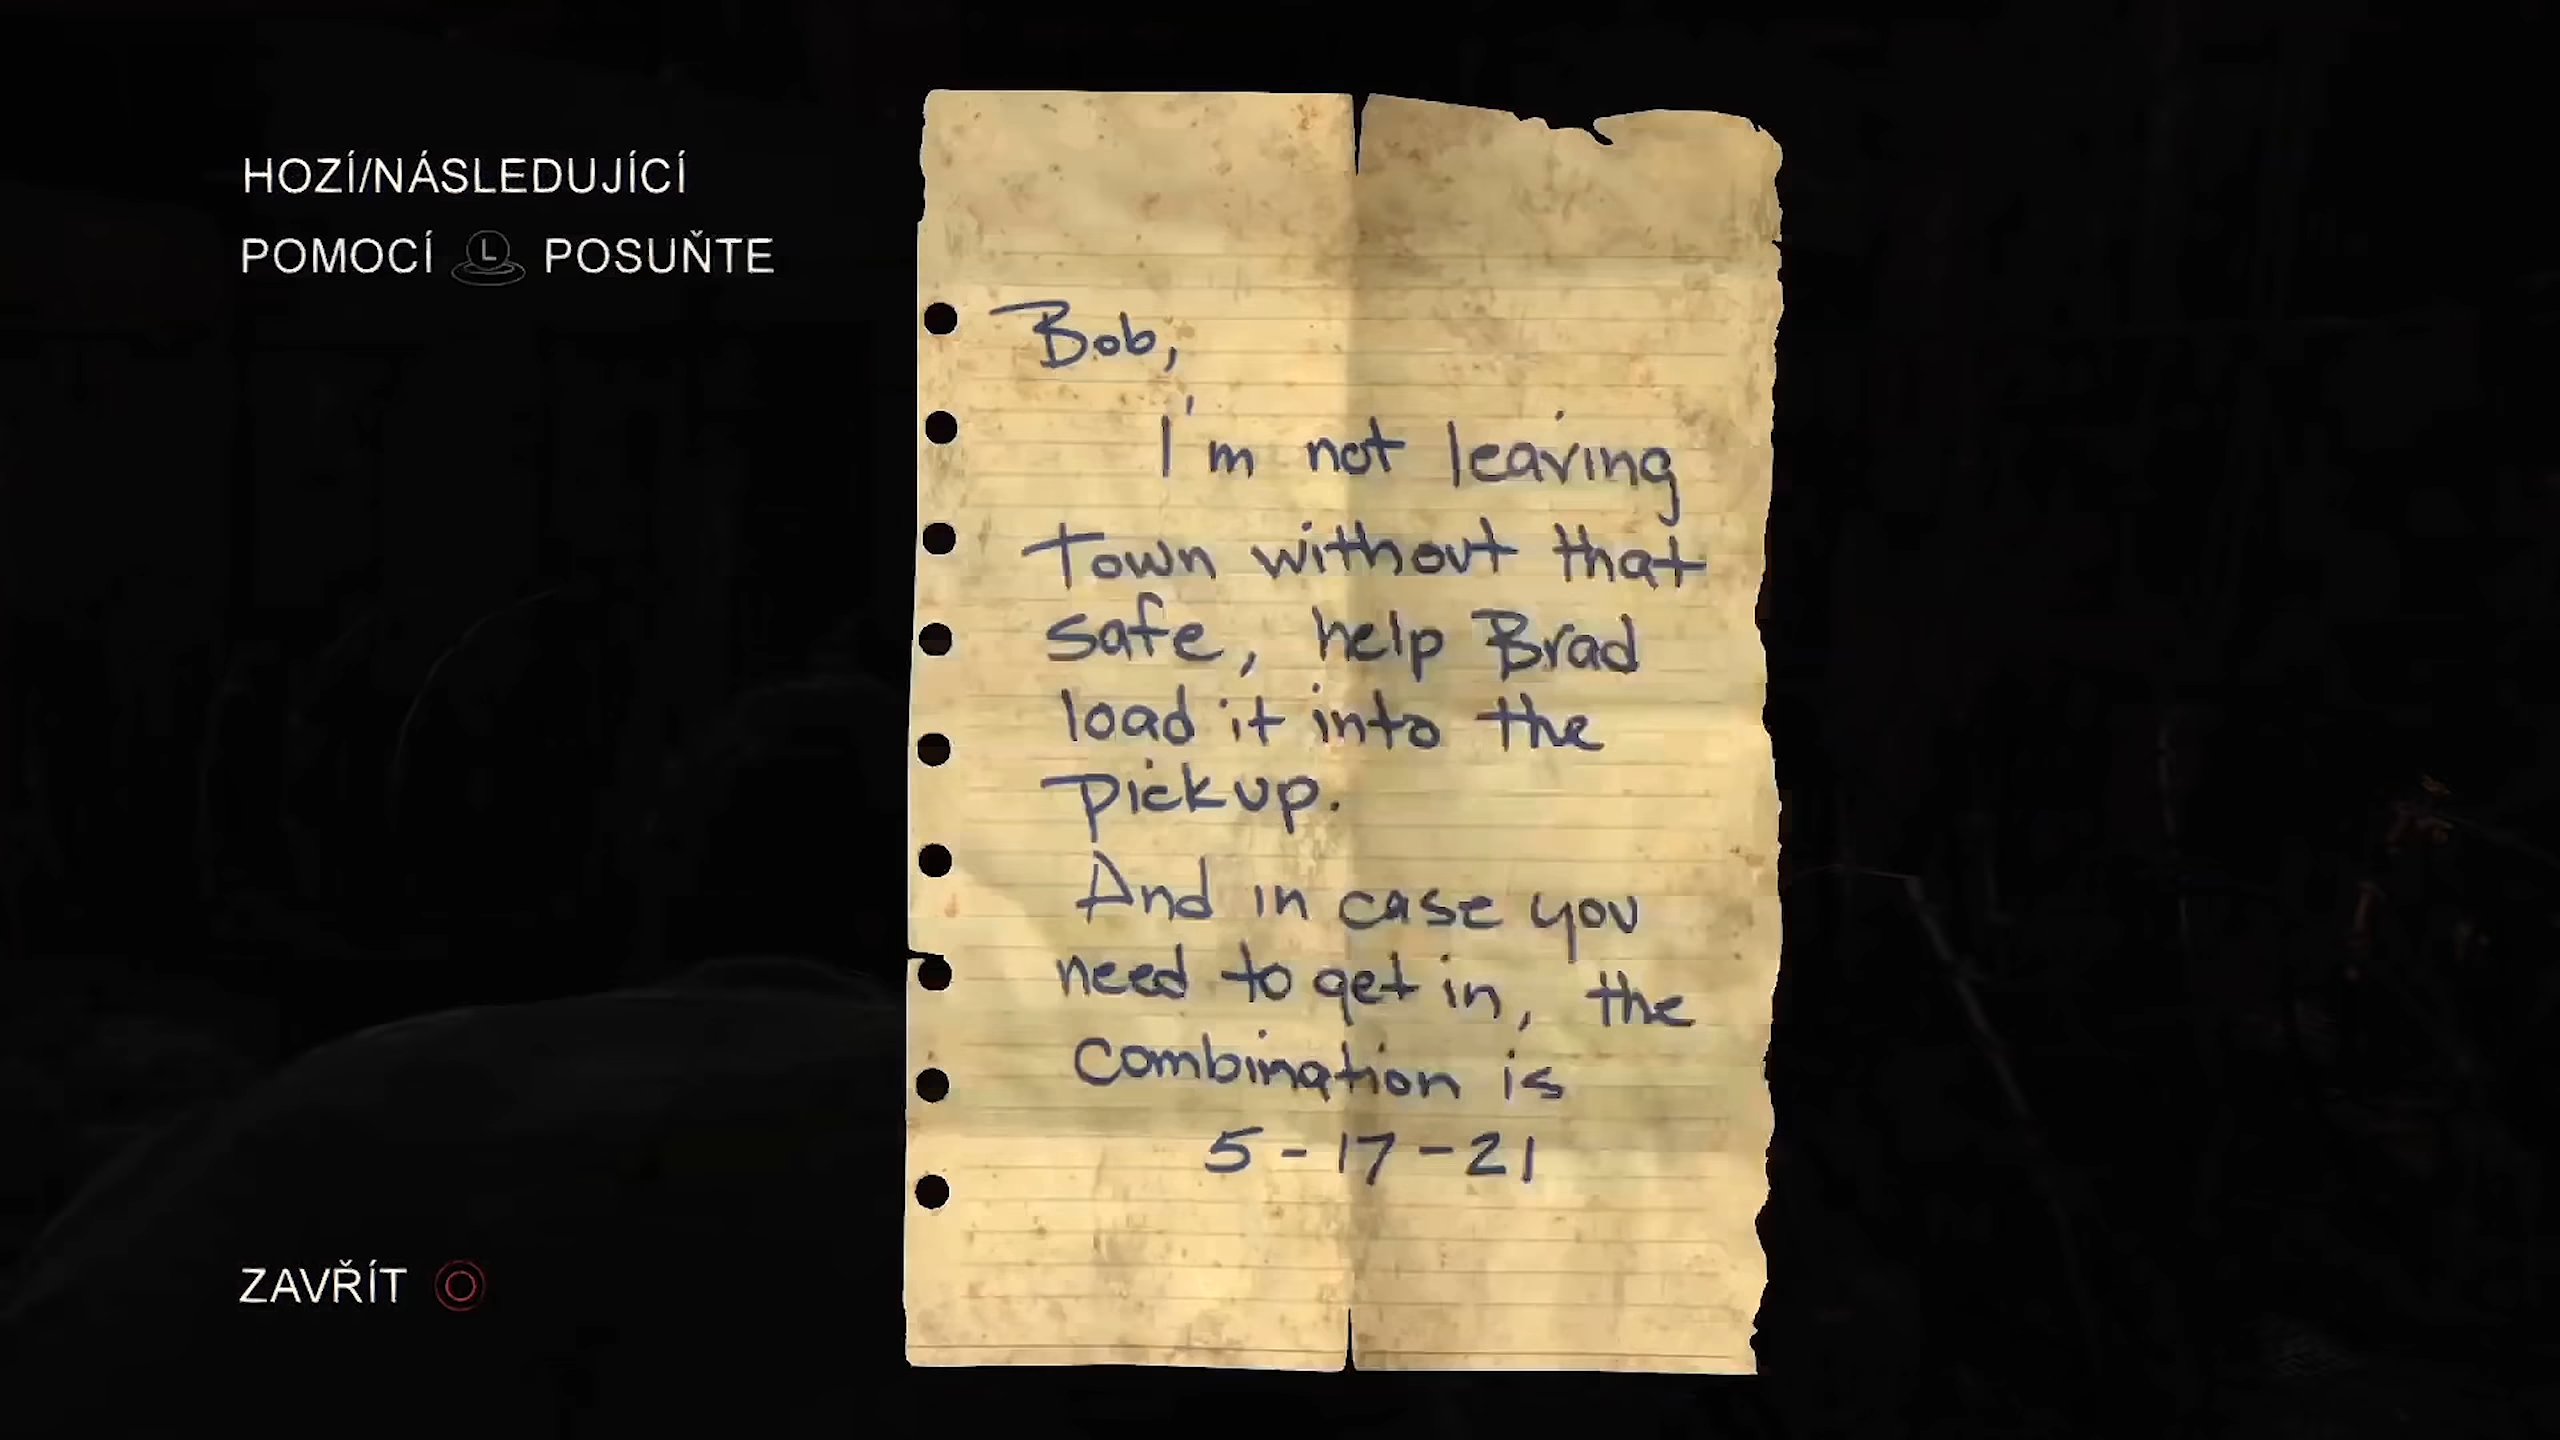 HOZÍ/NÁSLEDUJÍCÍ
POMOCÍ L POSUŇTE
Bob,
I'm not leaving
Town without that
safe, help Brad
load it into the
pickup.
And in case you
need to get in, the
combination is
5-17-21
ZAVŘÍT